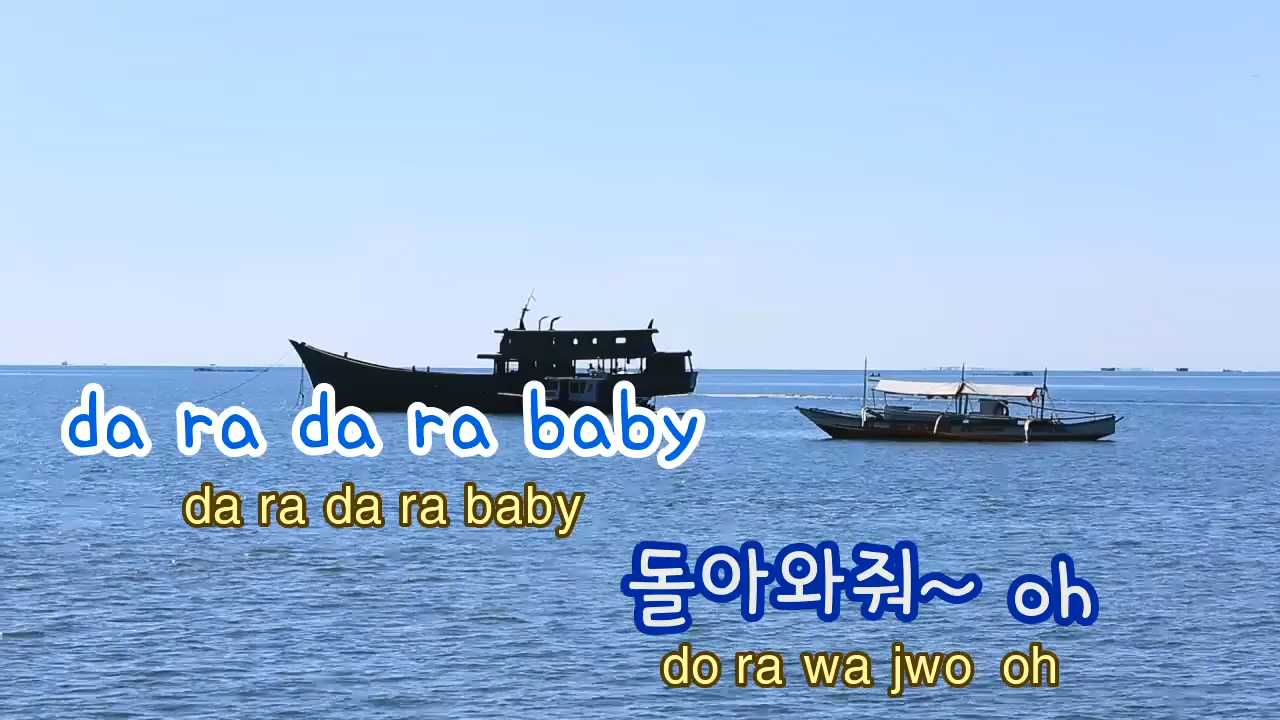 da ra da ra baby
da ra da ra baby
돌아와줘~ oh
do ra wa jwo oh